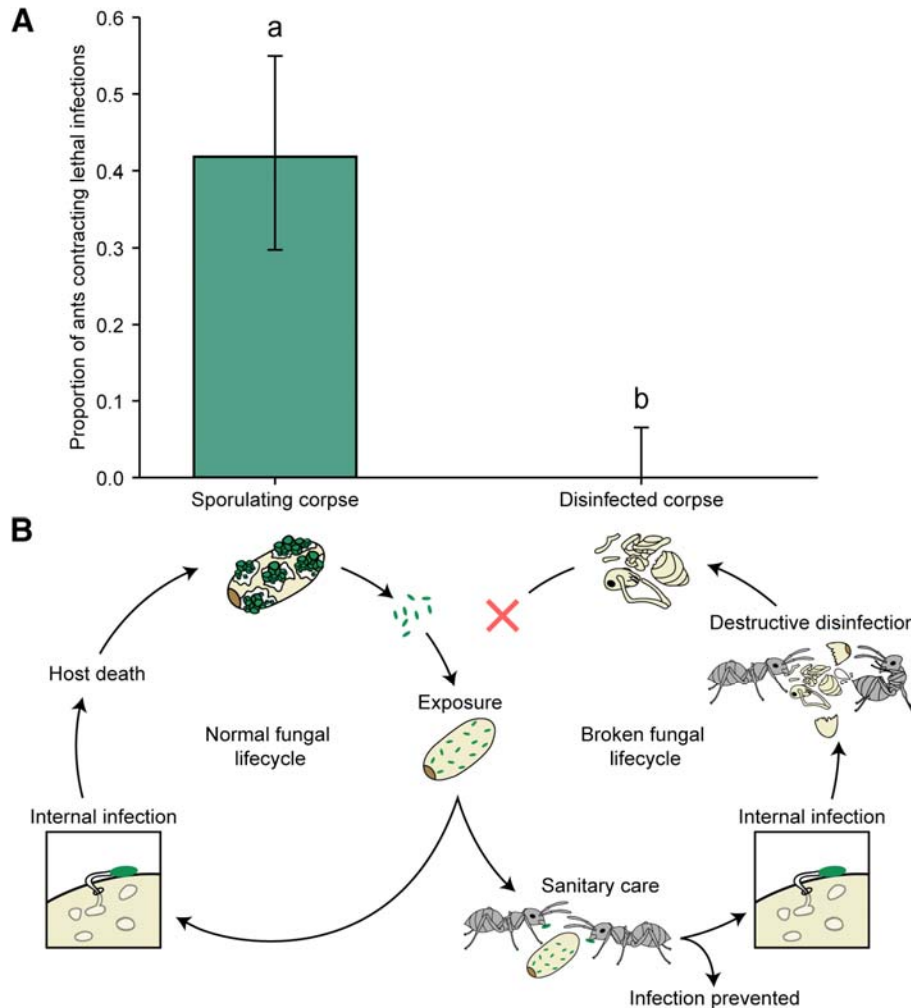 A
Proportion of ants contracting lethal infections
0.6
0.5
0.4
0.3
0.2
0.1
0.0
a
b
Sporulating corpse
Disinfected corpse
B
Host death
Normal fungal
lifecycle
Internal infection
Exposure
Sanitary care
Infection prevented
Internal infection
Broken fungal
lifecycle
Destructive disinfection